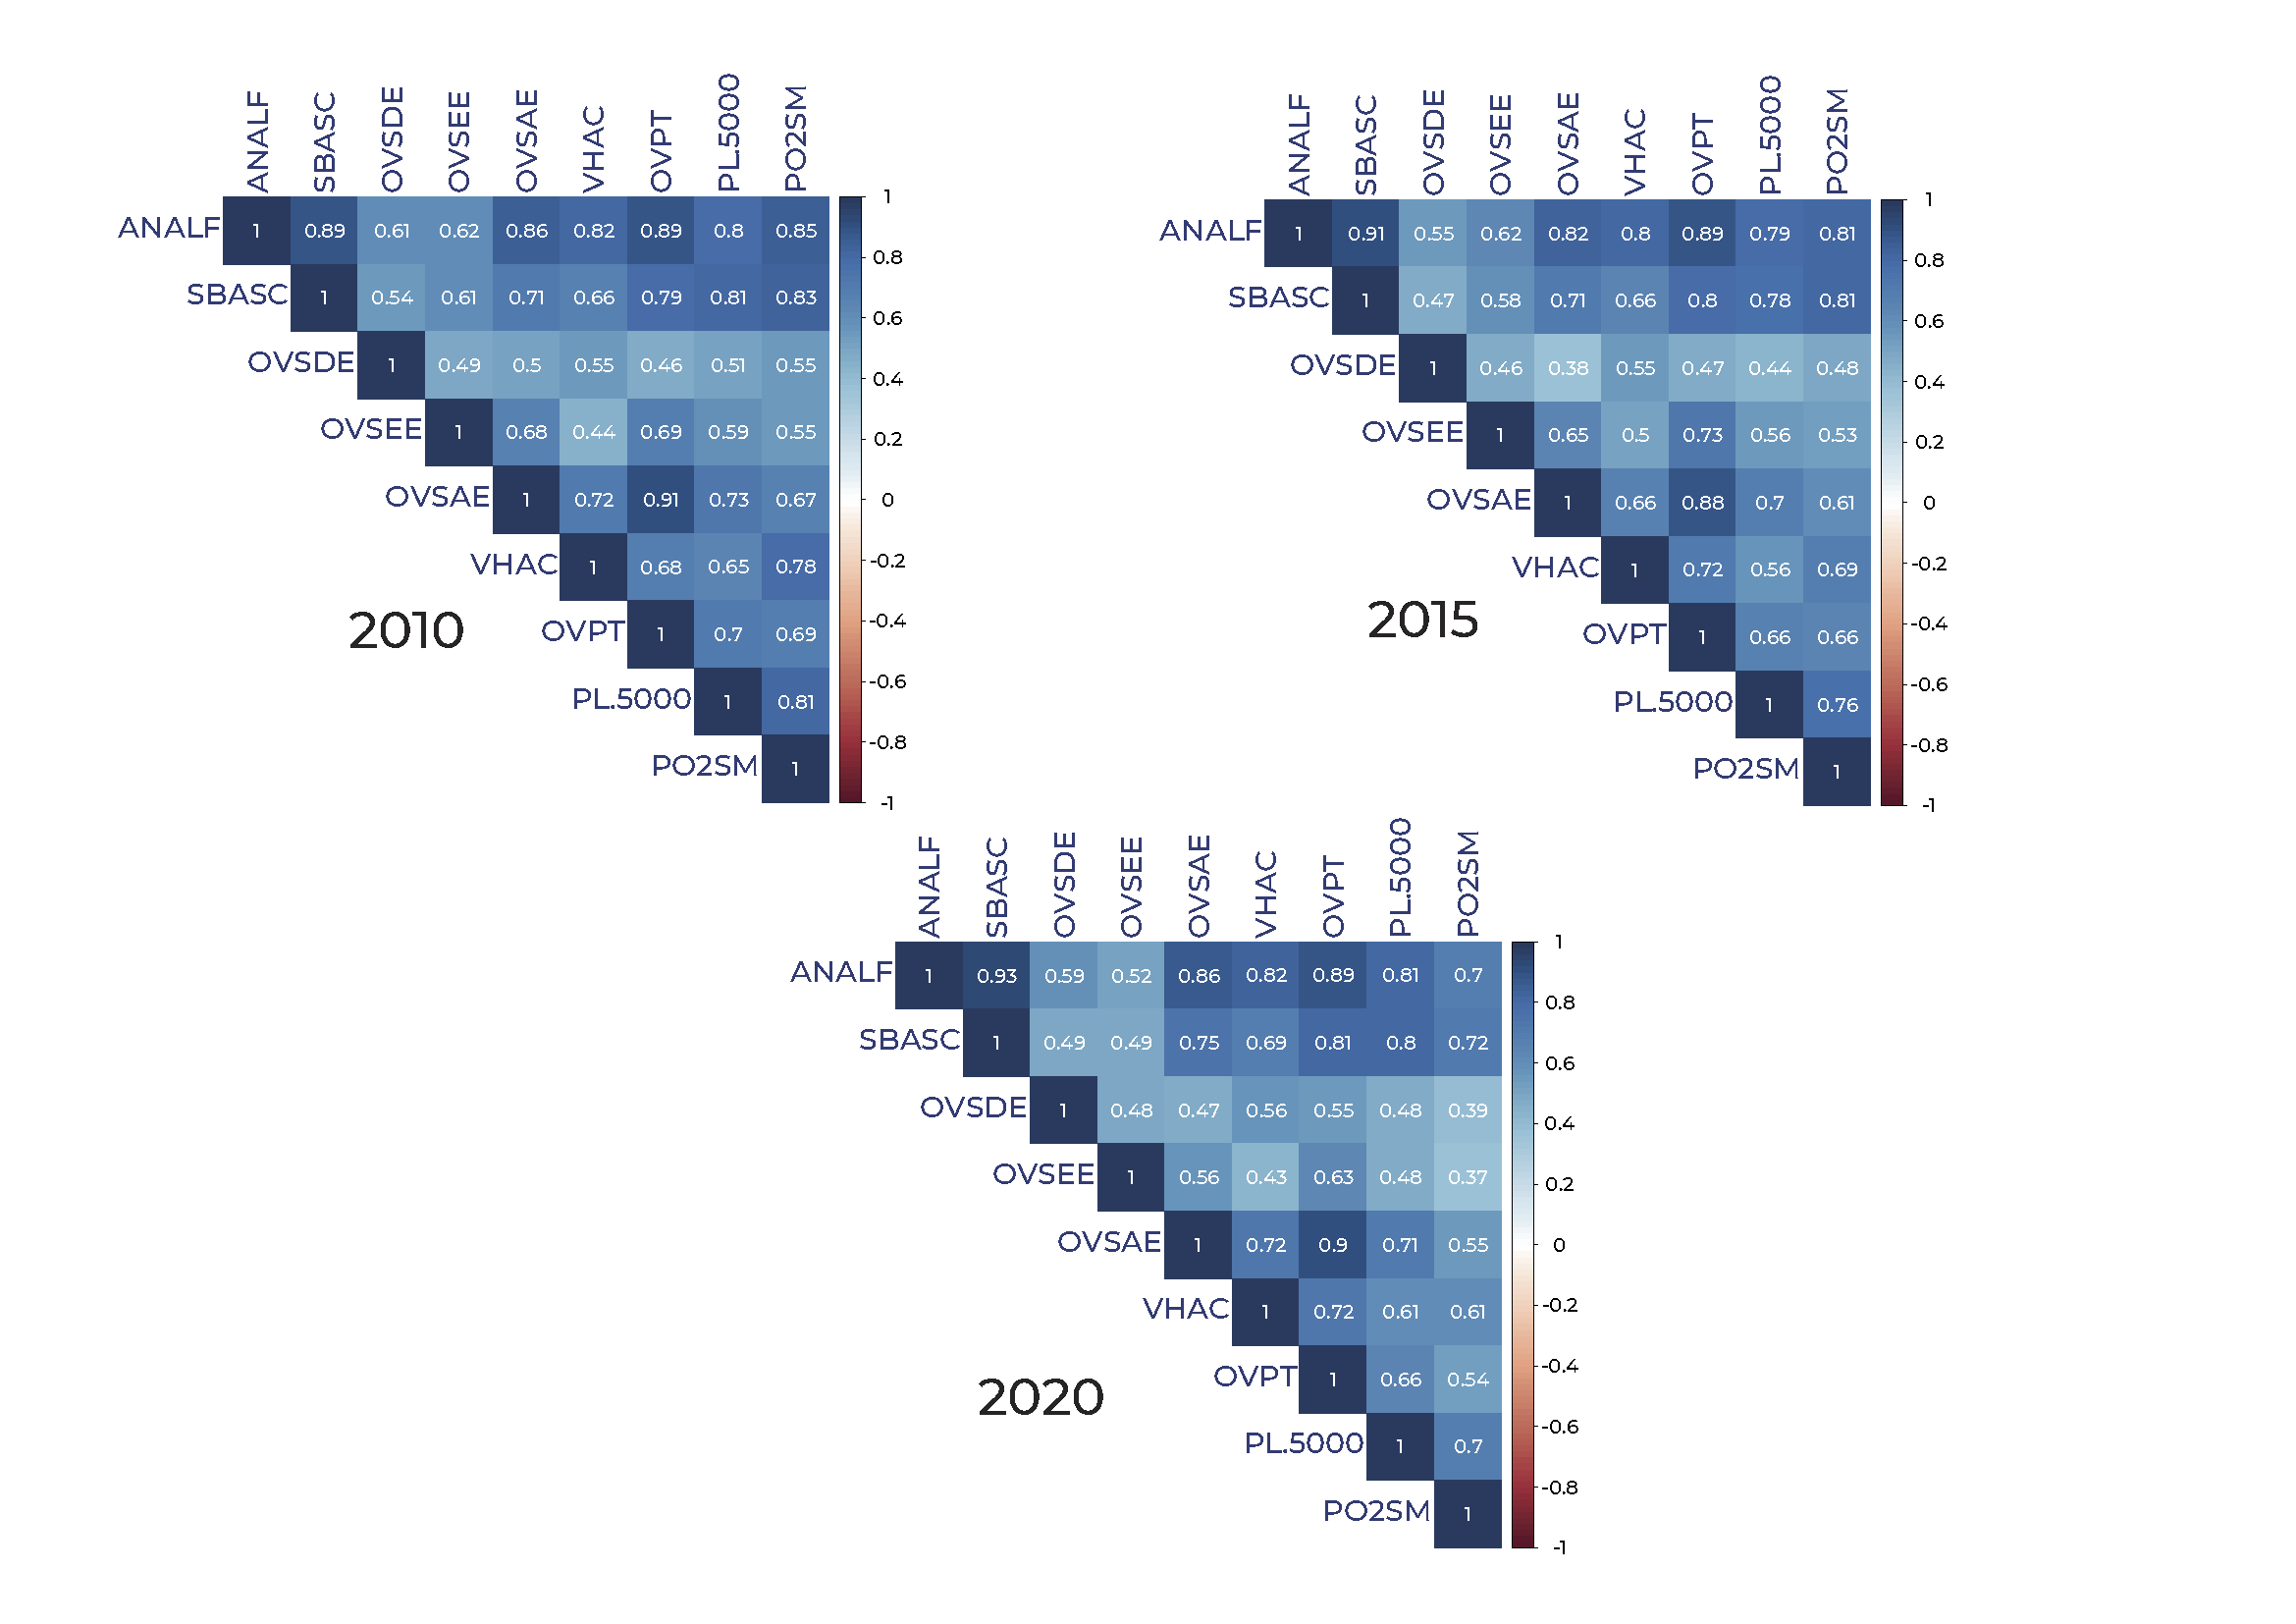 ANALF SBASC OVSDE OVSEE OVSAE VHAC OVPT PL.5000 PO2SM
ANALF 1 0.89 0.61 0.62 0.86 0.82 0.89 0.8 0.85
SBASC 1 0.54 0.61 0.71 0.66 0.79 0.81 0.83
OVSDE 1 0.49 0.5 0.55 0.46 0.51 0.55
OVSEE 1 0.68 0.44 0.69 0.59 0.55
OVSAE 1 0.72 0.91 0.73 0.67
VHAC 1 0.68 0.65 0.78
OVPT 1 0.7 0.69
PL.5000 1 0.81
PO2SM 1
1
0.8
0.6
0.4
0.2
0
-0.2
-0.4
-0.6
-0.8
-1
2010
ANALF SBASC OVSDE OVSEE OVSAE VHAC OVPT PL.5000 PO2SM
ANALF 1 0.91 0.55 0.62 0.82 0.8 0.89 0.79 0.81
SBASC 1 0.47 0.58 0.71 0.66 0.8 0.78 0.81
OVSDE 1 0.46 0.38 0.55 0.47 0.44 0.48
OVSEE 1 0.65 0.5 0.73 0.56 0.53
OVSAE 1 0.66 0.88 0.7 0.61
VHAC 1 0.72 0.56 0.69
OVPT 1 0.66 0.66
PL.5000 1 0.76
PO2SM 1
1
0.8
0.6
0.4
0.2
0
-0.2
-0.4
-0.6
-0.8
-1
2015
ANALF SBASC OVSDE OVSEE OVSAE VHAC OVPT PL.5000 PO2SM
ANALF 1 0.93 0.59 0.52 0.86 0.82 0.89 0.81 0.7
SBASC 1 0.49 0.49 0.75 0.69 0.81 0.8 0.72
OVSDE 1 0.48 0.47 0.56 0.55 0.48 0.39
OVSEE 1 0.56 0.43 0.63 0.48 0.37
OVSAE 1 0.72 0.9 0.71 0.55
VHAC 1 0.72 0.61 0.61
OVPT 1 0.66 0.54
PL.5000 1 0.7
PO2SM 1
1
0.8
0.6
0.4
0.2
0
-0.2
-0.4
-0.6
-0.8
-1
2020